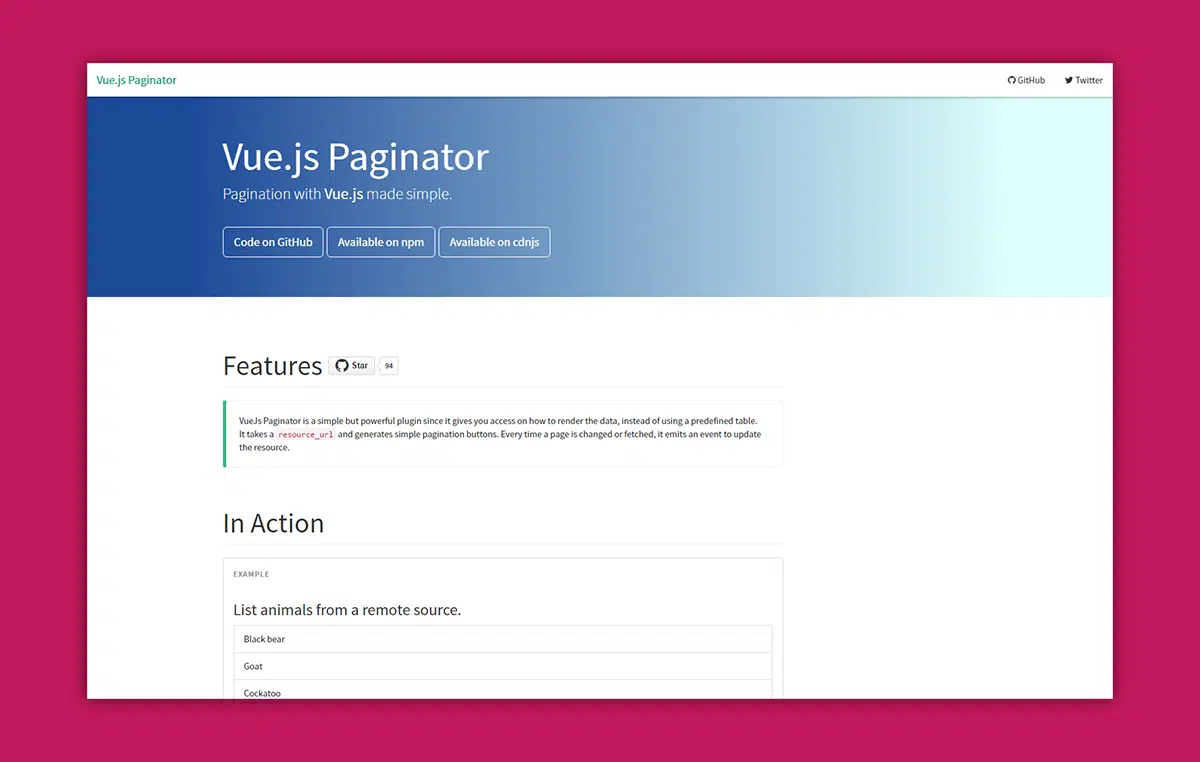 Vue.js Paginator
GitHub Twitter
Vue.js Paginator
Pagination with Vue.js made simple.
Code on GitHub Available on npm Available on cdnjs
Features Star 94
VueJs Paginator is a simple but powerful plugin since it gives you access on how to render the data, instead of using a predefined table.
It takes a resource_url and generates simple pagination buttons. Every time a page is changed or fetched, it emits an event to update
the resource.
In Action
EXAMPLE
List animals from a remote source.
Black bear
Goat
Cockatoo